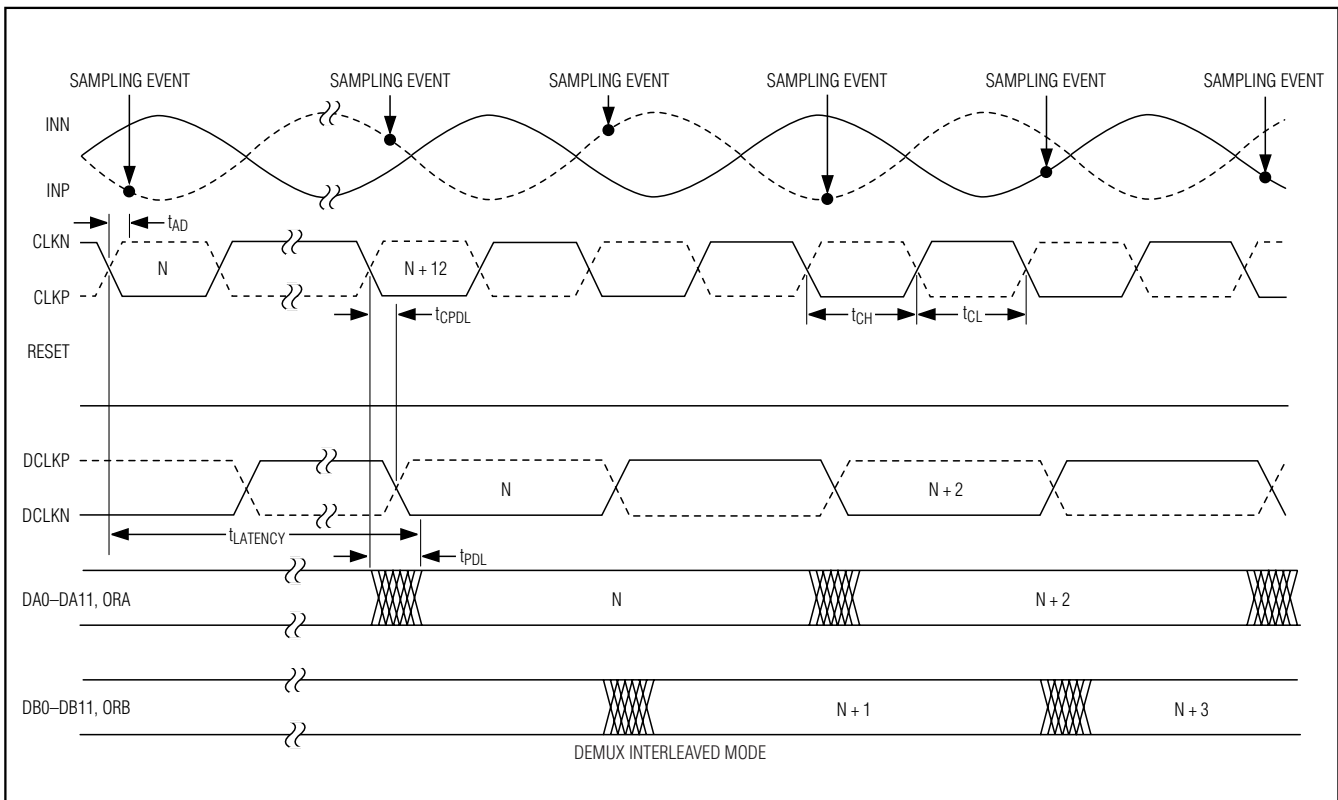 SAMPLING EVENT SAMPLING EVENT SAMPLING EVENT SAMPLING EVENT SAMPLING EVENT SAMPLING EVENT
INN
INP
tAD
CLKN
N N + 12
CLKP
tCPDL tCH tCL
RESET
DCLKP
N N + 2
DCLKN
tLATENCY
tPDL
DA0–DA11, ORA N N + 2
DB0–DB11, ORB N + 1 N + 3
DEMUX INTERLEAVED MODE